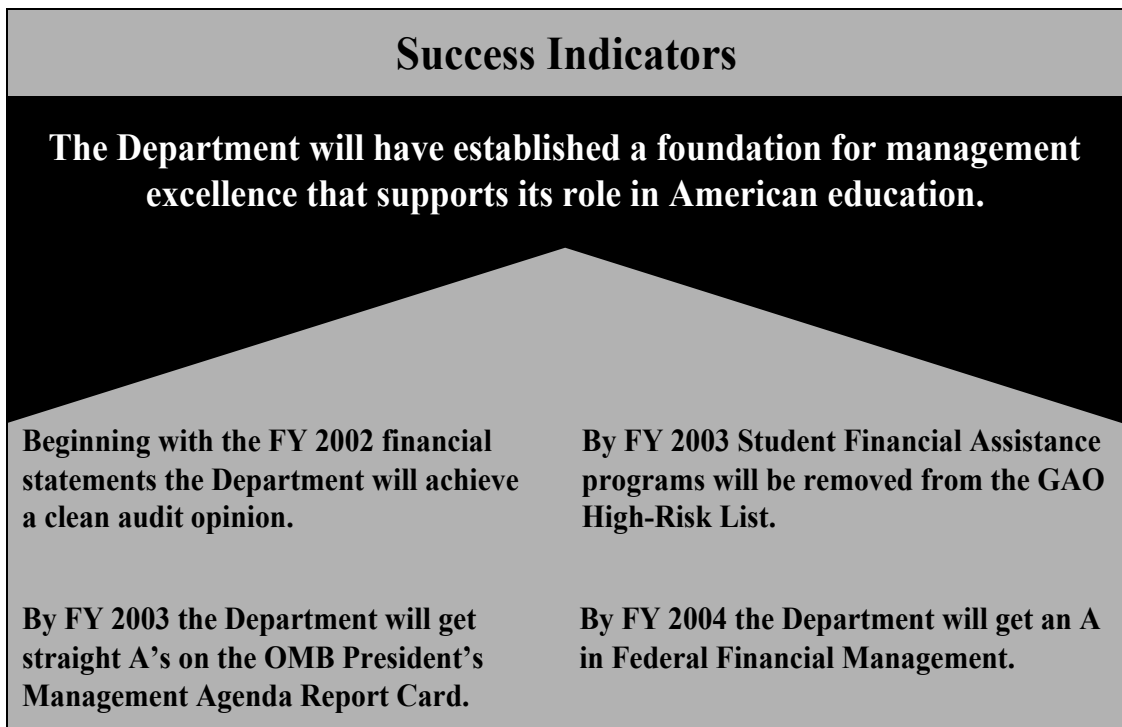 Success Indicators
The Department will have established a foundation for management
excellence that supports its role in American education.
Beginning with the FY 2002 financial
statements the Department will achieve
a clean audit opinion.
By FY 2003 Student Financial Assistance
programs will be removed from the GAO
High-Risk List.
By FY 2003 the Department will get
straight A’s on the OMB President’s
Management Agenda Report Card.
By FY 2004 the Department will get an A
in Federal Financial Management.